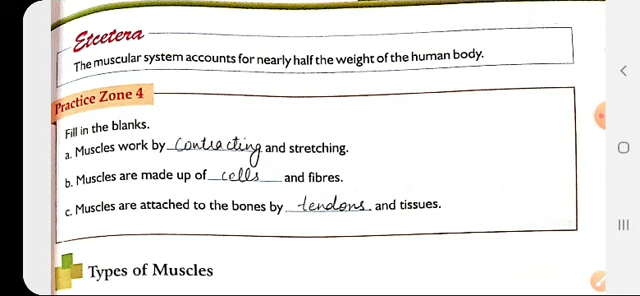 Etcetera
The muscular system accounts for nearly half the weight of the human body.
Practice Zone 4
Fill in the blanks.
a. Muscles work by contracting and stretching.
b. Muscles are made up of cells and fibres.
c. Muscles are attached to the bones by tendons and tissues.
Types of Muscles